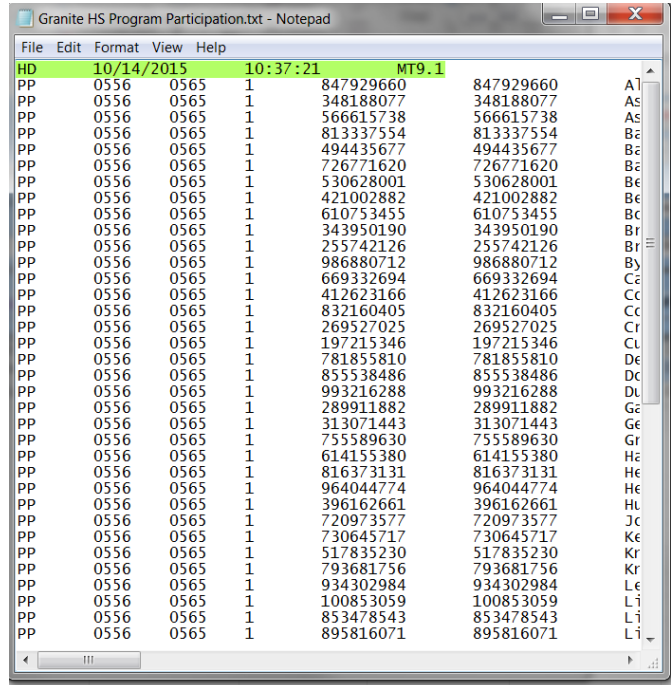 Granite HS Program Participation.txt - Notepad
File Edit Format View Help
HD 10/14/2015 10:37:21 MT9.1
PP 0556 0565 1 847929660 847929660 Al
PP 0556 0565 1 348188077 348188077 As
PP 0556 0565 1 566615738 566615738 As
PP 0556 0565 1 813337554 813337554 Ba
PP 0556 0565 1 494435677 494435677 Ba
PP 0556 0565 1 726771620 726771620 Ba
PP 0556 0565 1 530628001 530628001 Be
PP 0556 0565 1 421002882 421002882 Be
PP 0556 0565 1 610753455 610753455 Bo
PP 0556 0565 1 343950190 343950190 Br
PP 0556 0565 1 255742126 255742126 Br
PP 0556 0565 1 986880712 986880712 By
PP 0556 0565 1 669332694 669332694 Ca
PP 0556 0565 1 412623166 412623166 Co
PP 0556 0565 1 832160405 832160405 Co
PP 0556 0565 1 269527025 269527025 Cr
PP 0556 0565 1 197215346 197215346 Cu
PP 0556 0565 1 781855810 781855810 De
PP 0556 0565 1 855538486 855538486 Do
PP 0556 0565 1 993216288 993216288 Du
PP 0556 0565 1 289911882 289911882 Ga
PP 0556 0565 1 313071443 313071443 Ge
PP 0556 0565 1 755589630 755589630 Gr
PP 0556 0565 1 614155380 614155380 Ha
PP 0556 0565 1 816373131 816373131 He
PP 0556 0565 1 964044774 964044774 He
PP 0556 0565 1 396162661 396162661 Hu
PP 0556 0565 1 720973577 720973577 Jo
PP 0556 0565 1 730645717 730645717 Ke
PP 0556 0565 1 517835230 517835230 Kr
PP 0556 0565 1 793681756 793681756 Kr
PP 0556 0565 1 934302984 934302984 Le
PP 0556 0565 1 100853059 100853059 Li
PP 0556 0565 1 853478543 853478543 Li
PP 0556 0565 1 895816071 895816071 Li